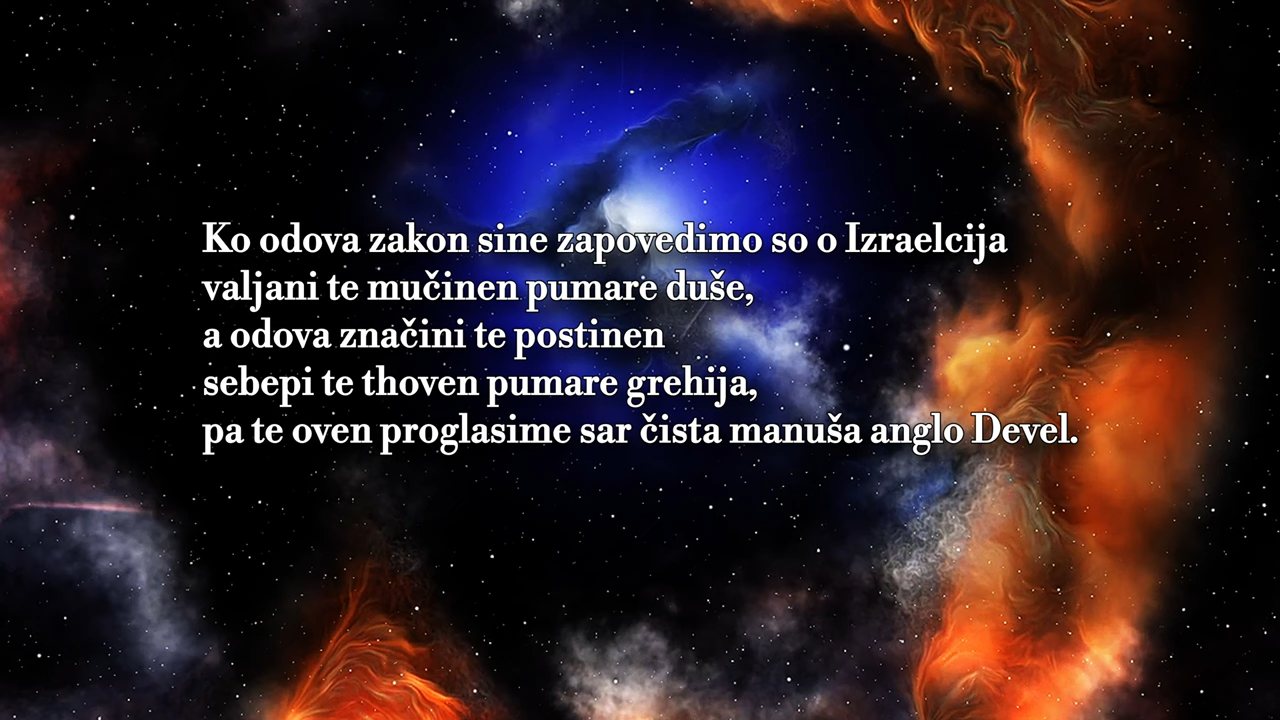 Ko odova zakon sine zapovedimo so o Izraelcija
valjani te mučinen pumare duše,
a odova značini te postinen
sebepi te thoven pumare grehija,
pa te oven proglasime sar čista manuša anglo Devel.